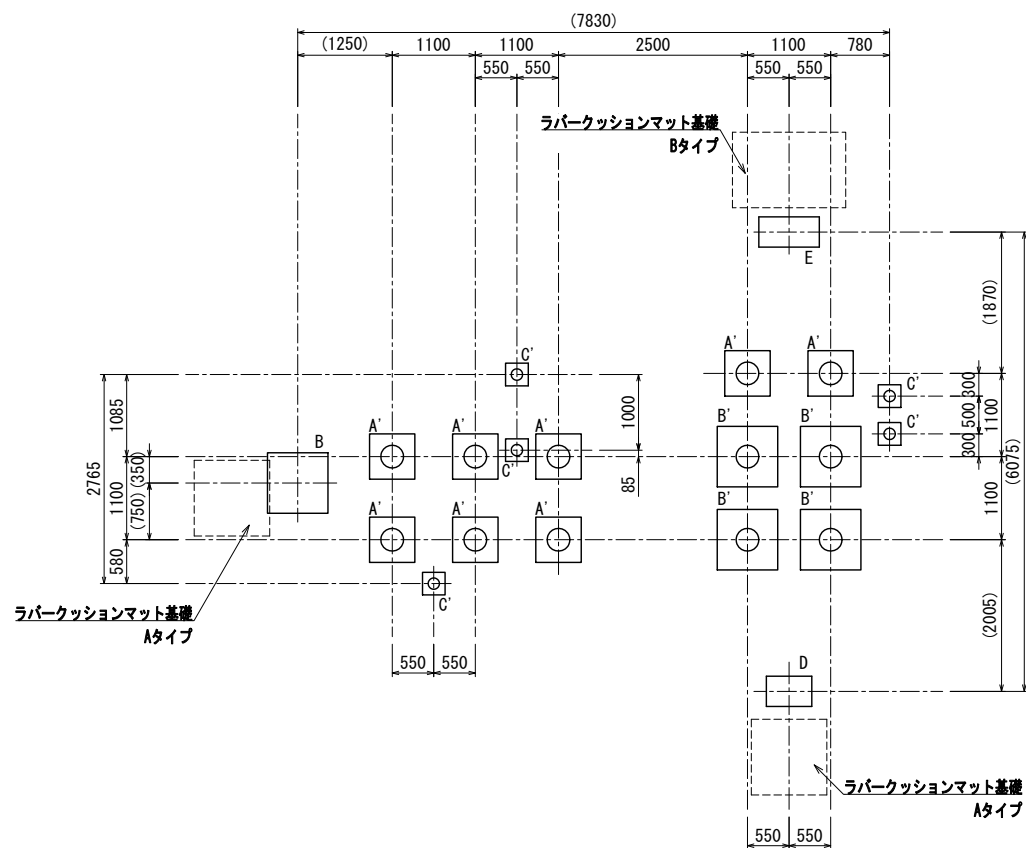 (7830)
(1250)
1100
1100
2500
1100
780
550
550
550
550
ラバークッションマット基礎
Bタイプ
E
(1870)
A'
A'
C'
C'
300
500
300
1100
(6075)
C'
1085
1000
A'
A'
A'
B'
B'
B
C'
2765
(350)
1100
(750)
85
1100
A'
A'
A'
B'
B'
580
C'
(2005)
ラバークッションマット基礎
Aタイプ
550
550
D
ラバークッションマット基礎
Aタイプ
550
550